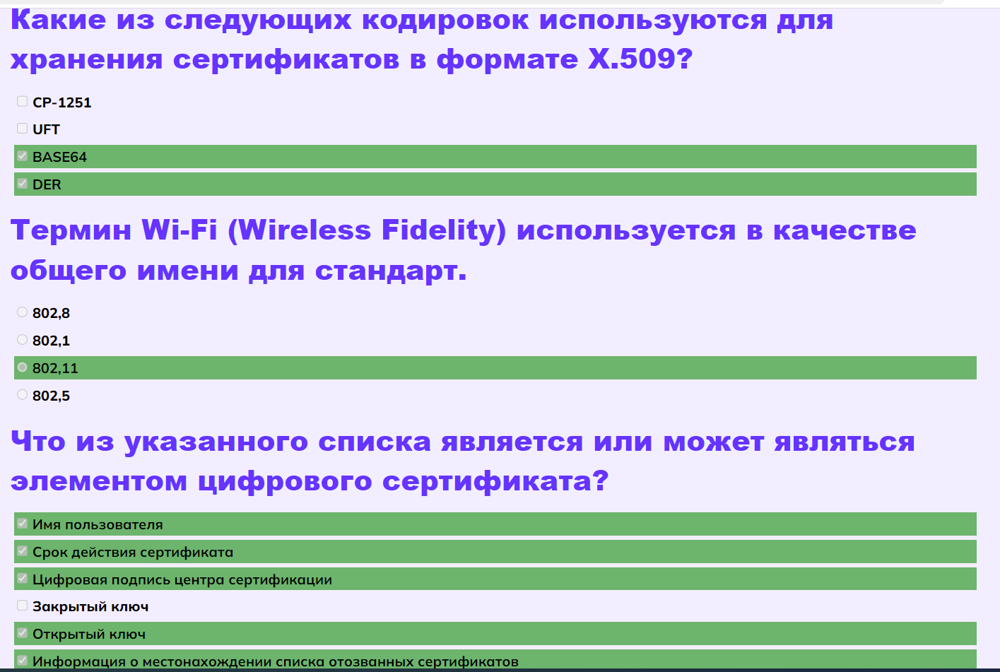 Какие из следующих кодировок используются для
хранения сертификатов в формате X.509?
CP-1251
UFT
BASE64
DER
Термин Wi-Fi (Wireless Fidelity) используется в качестве
общего имени для стандарт.
802,8
802,1
802,11
802,5
Что из указанного списка является или может являться
элементом цифрового сертификата?
Имя пользователя
Срок действия сертификата
Цифровая подпись центра сертификации
Закрытый ключ
Открытый ключ
Информация о местонахождении списка отозванных сертификатов